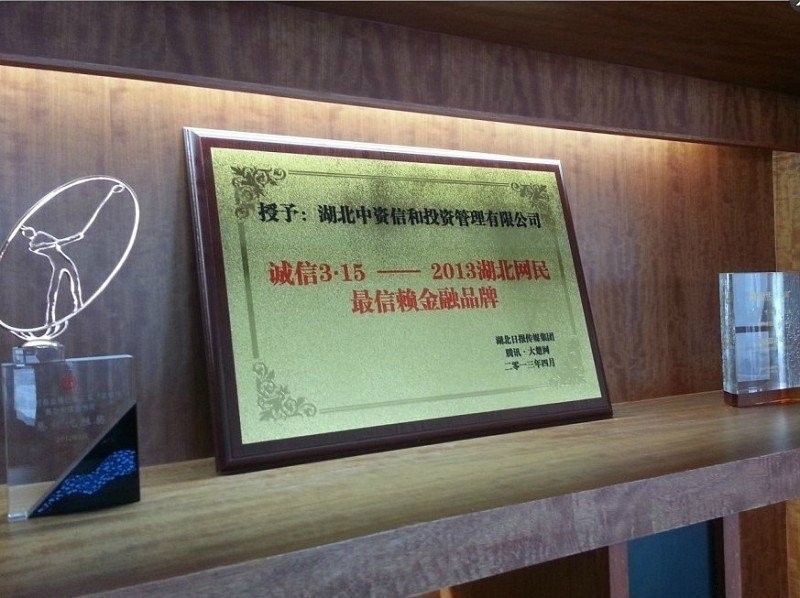 授予：湖北中资信和投资管理有限公司
诚信3·15 —— 2013湖北网民
最信赖金融品牌
湖北日报传媒集团
腾讯·大楚网
二零一三年四月